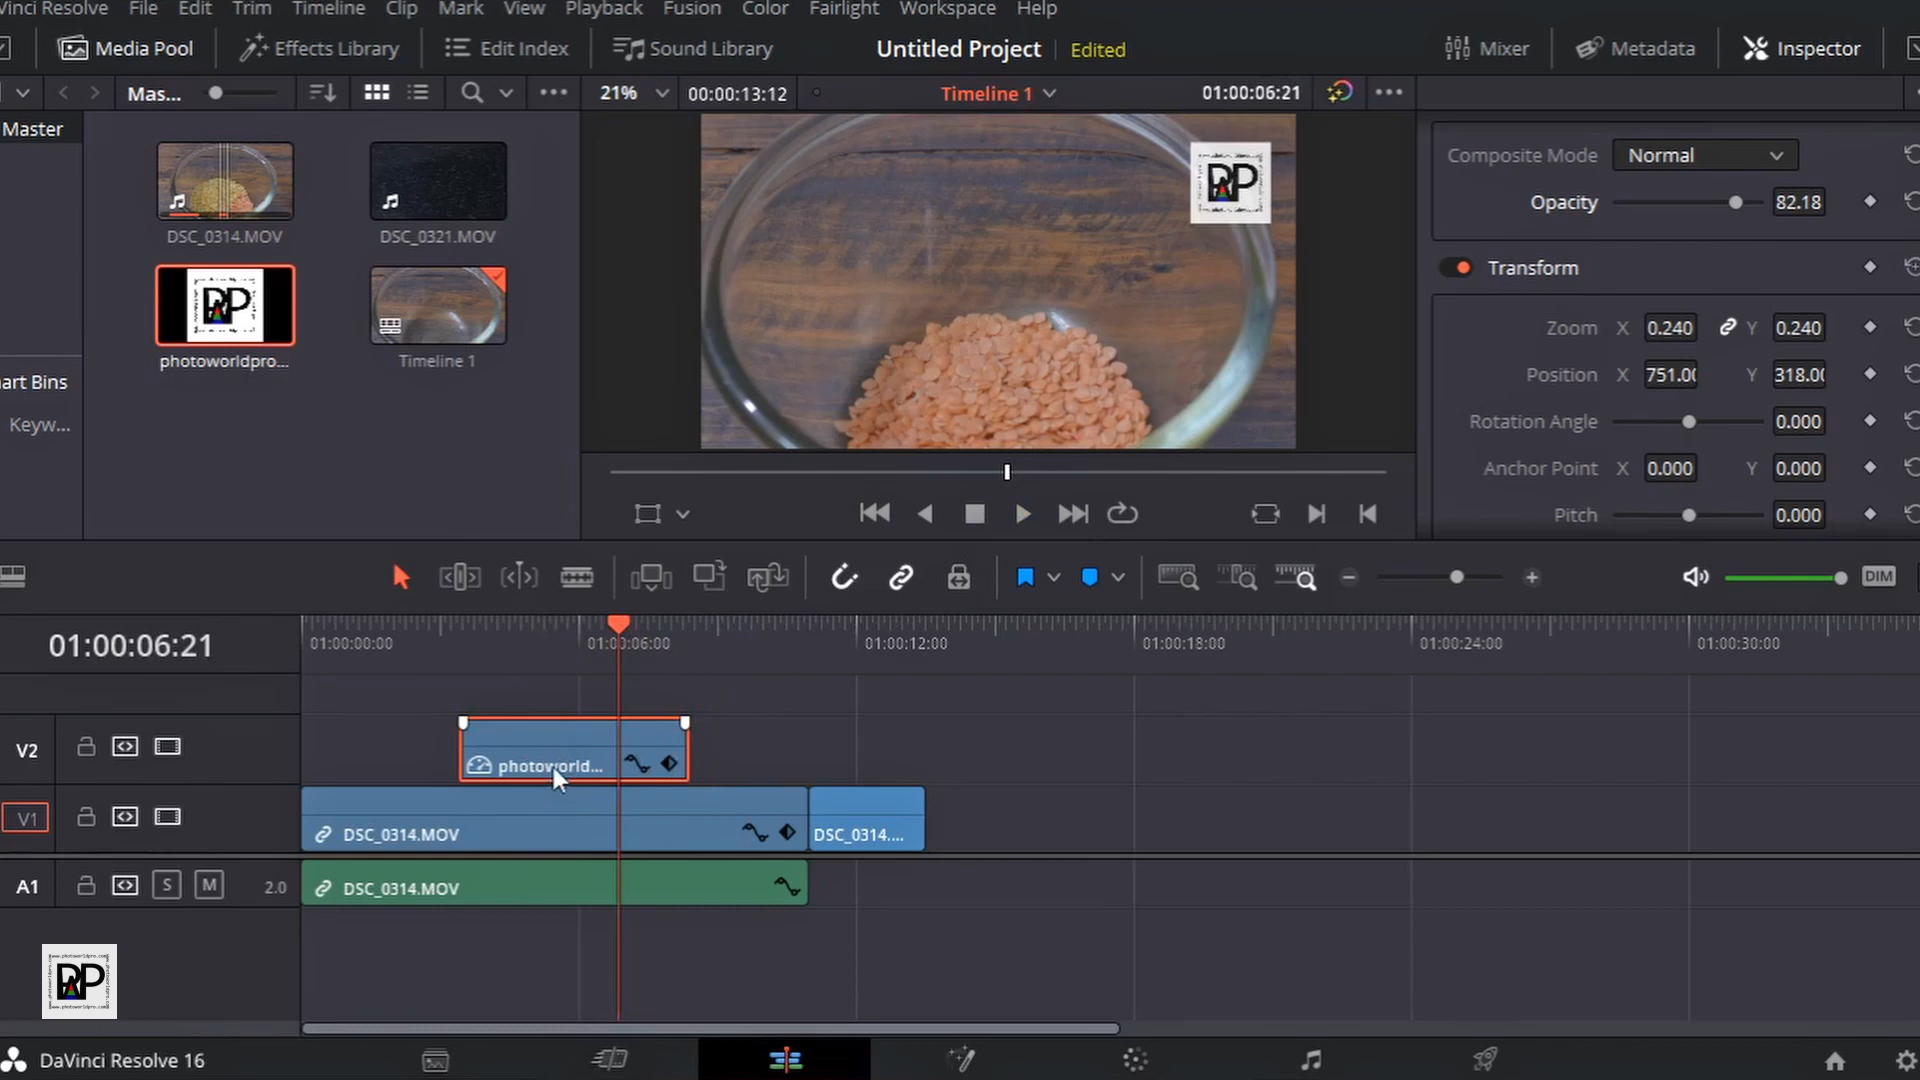 Vinci Resolve File Edit Trim Timeline Clip Mark View Playback Fusion Color Fairlight Workspace Help
Media Pool Effects Library Edit Index Sound Library Untitled Project Edited Mixer Metadata Inspector
Mas... 21% 00:00:13:12 Timeline 1 01:00:06:21
Master
DSC_0314.MOV DSC_0321.MOV
photoworldpro... Timeline 1
art Bins
Keyw...
DP
Composite Mode Normal
Opacity 82.18
Transform
Zoom X 0.240 Y 0.240
Position X 751.00 Y 318.00
Rotation Angle 0.000
Anchor Point X 0.000 Y 0.000
Pitch 0.000
DIM
01:00:06:21 01:00:00:00 01:00:06:00 01:00:12:00 01:00:18:00 01:00:24:00 01:00:30:00
V2 photoworld...
V1 DSC_0314.MOV DSC_0314....
A1 S M 2.0 DSC_0314.MOV
DP
DaVinci Resolve 16